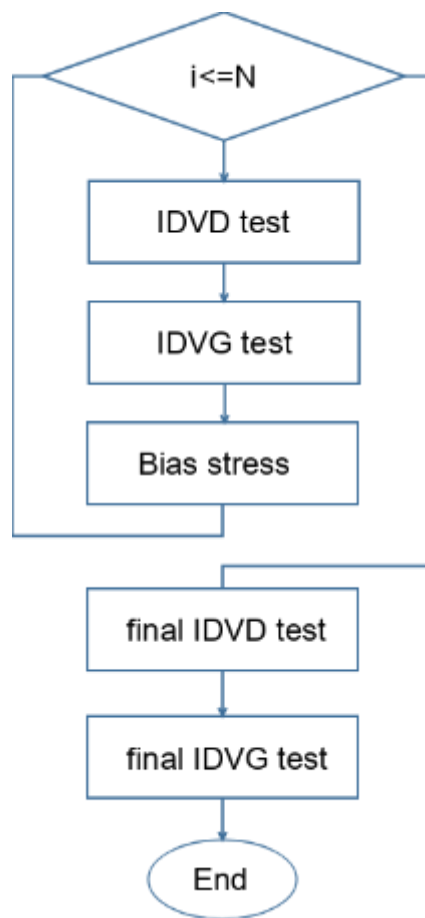 i<=N
IDVD test
IDVG test
Bias stress
final IDVD test
final IDVG test
End